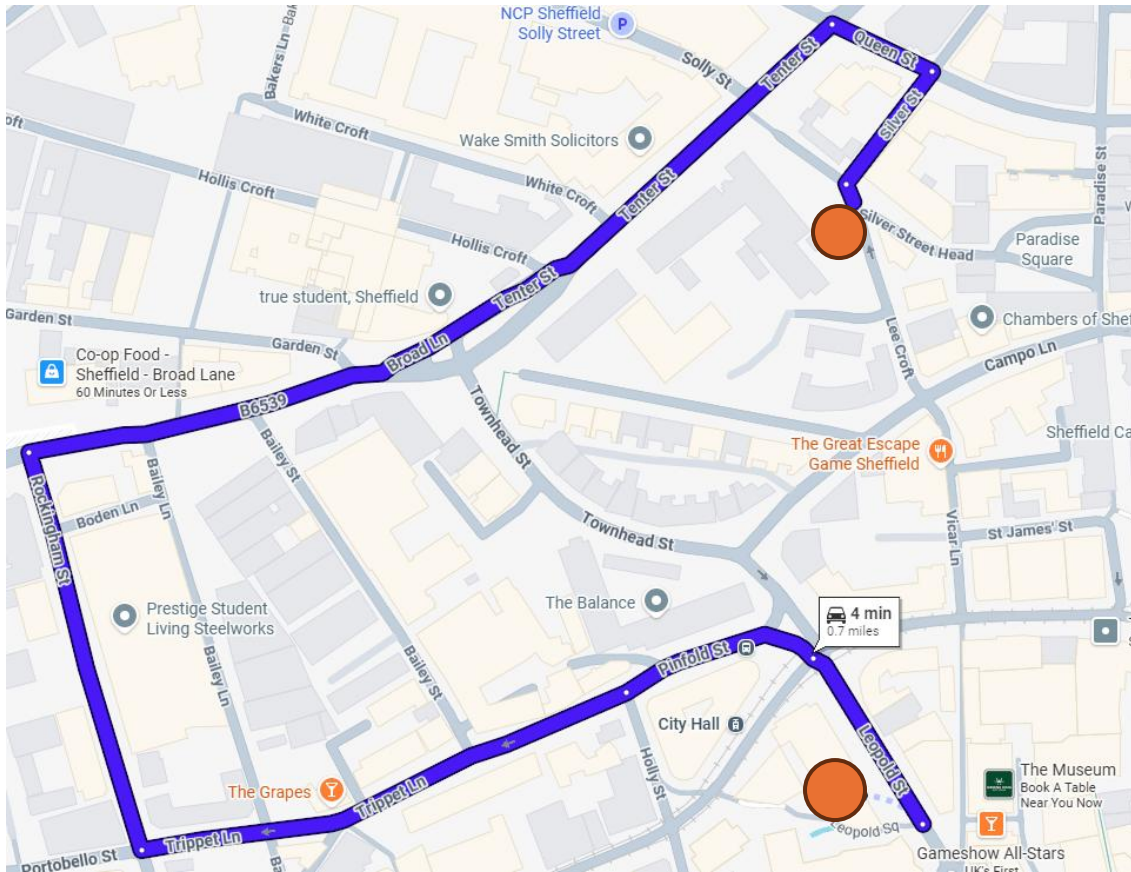 NCP Sheffield
Solly Street
P
Bakers Ln
Solly St
Tenter St
Queen St
Silver St
White Croft
Wake Smith Solicitors
Hollis Croft
White Croft
Tenter St
Paradise St
Silver Street Head
Hollis Croft
Paradise
Square
true student, Sheffield
Tenter St
Garden St
Garden St
Broad Ln
Lee Croft
Campo Ln
Co-op Food -
Sheffield - Broad Lane
60 Minutes Or Less
B6539
Townhead St
The Great Escape
Game Sheffield
Rockingham St
Bailey Ln
Bailey St
Boden Ln
Vicar Ln
St James' St
Townhead St
The Balance
Prestige Student
Living Steelworks
4 min
0.7 miles
Pinfold St
Bailey Ln
Bailey St
City Hall
Leopold St
Holly St
The Grapes
Trippet Ln
The Museum
Book A Table
Near You Now
Trippet Ln
Leopold Sq
Portobello St
Gameshow All-Stars
UK's First